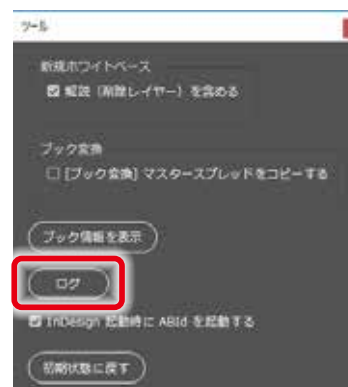 ツール
新規ホワイトベース
解説（削除レイヤー）を含める
ブック変換
[ブック変換] マスタースプレッドをコピーする
ブック情報を表示
ログ
InDesign 起動時に ABId を起動する
初期状態に戻す